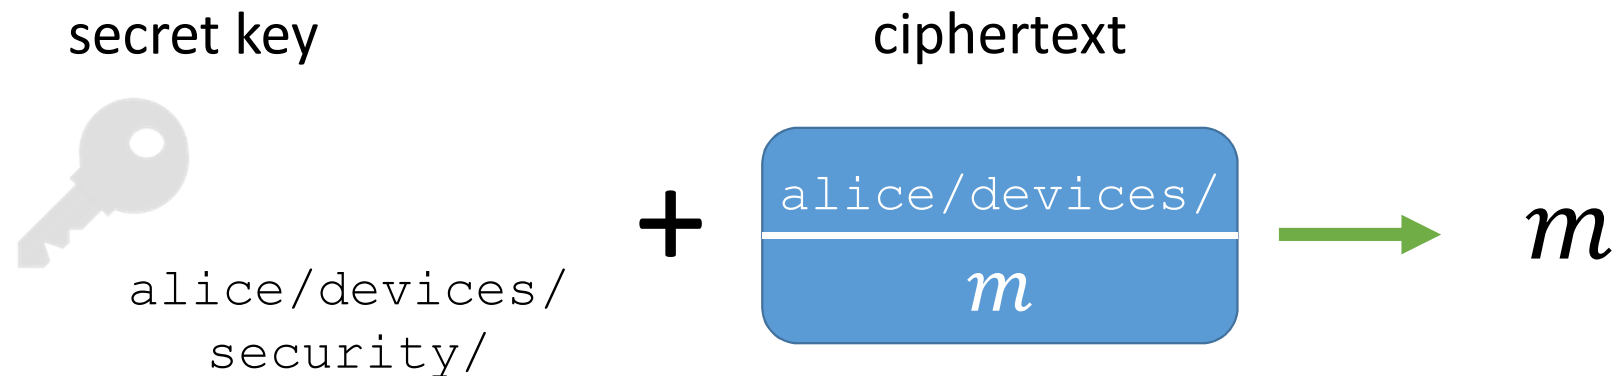 secret key
ciphertext
alice/devices/
security/
+
alice/devices/
m
m